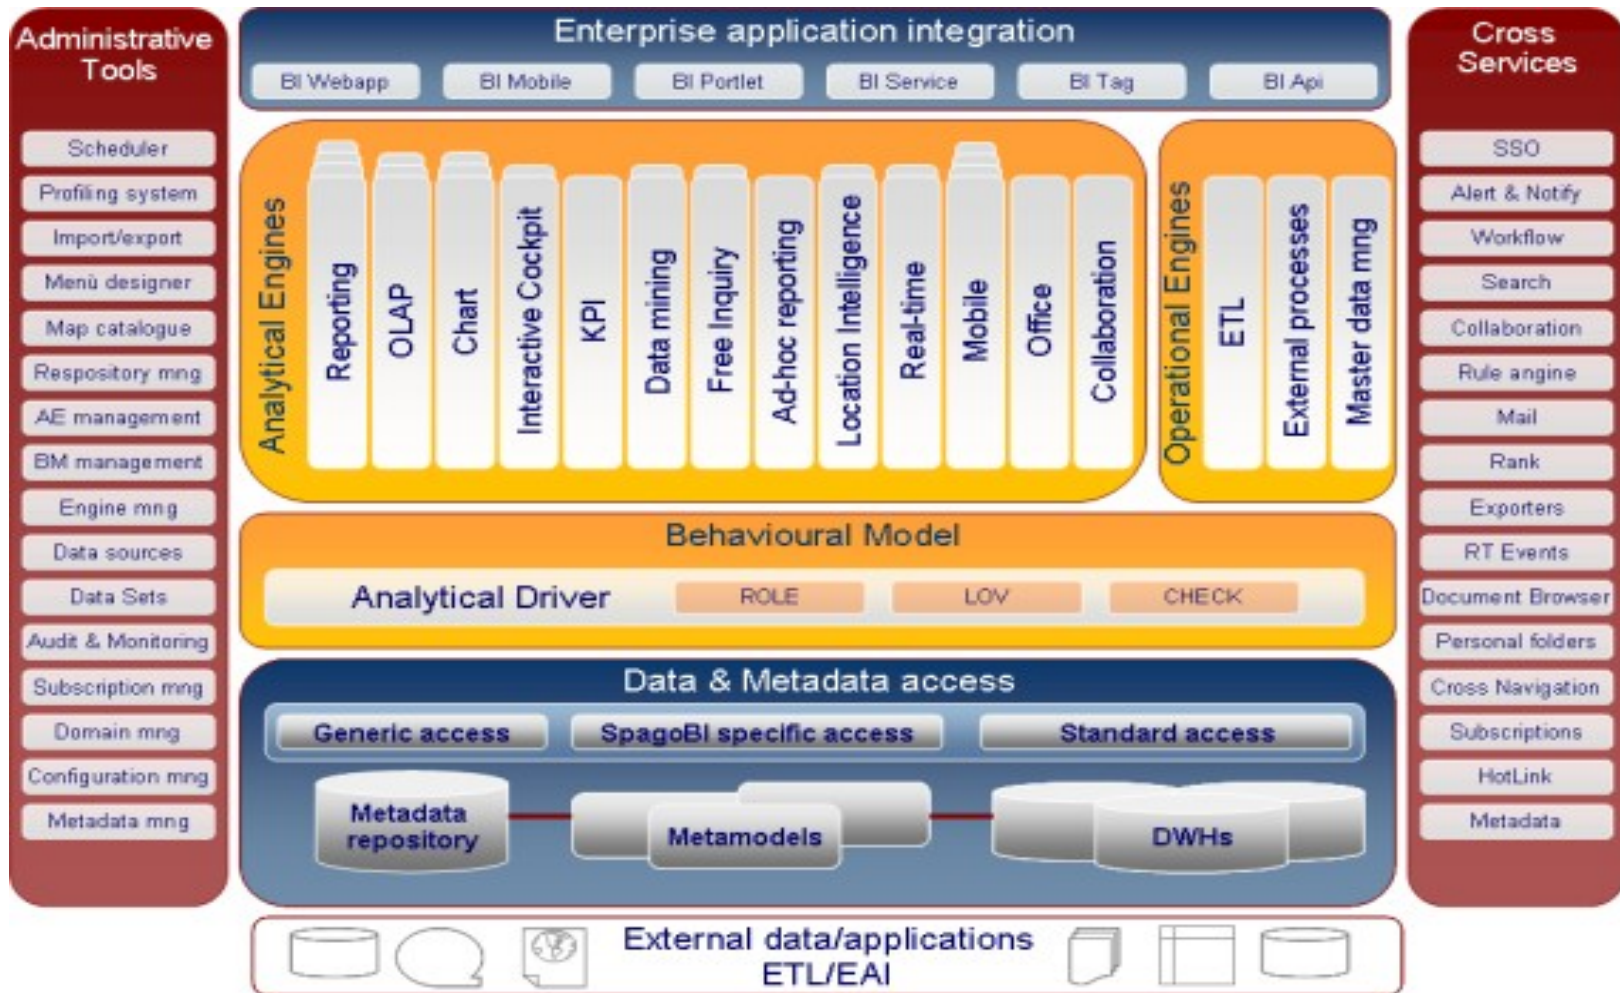 Administrative
Tools
Scheduler
Profiling system
Import/export
Menù designer
Map catalogue
Respository mng
AE management
BM management
Engine mng
Data sources
Data Sets
Audit & Monitoring
Subscription mng
Domain mng
Configuration mng
Metadata mng
Enterprise application integration
BI Webapp
BI Mobile
BI Portlet
BI Service
BI Tag
BI Api
Analytical Engines
Reporting
OLAP
Chart
Interactive Cockpit
KPI
Data mining
Free Inquiry
Ad-hoc reporting
Location Intelligence
Real-time
Mobile
Office
Collaboration
Operational Engines
ETL
External processes
Master data mng
Behavioural Model
Analytical Driver
ROLE
LOV
CHECK
Data & Metadata access
Generic access
SpagoBI specific access
Standard access
Metadata
repository
Metamodels
DWHs
External data/applications
ETL/EAI
Cross
Services
SSO
Alert & Notify
Workflow
Search
Collaboration
Rule angine
Mail
Rank
Exporters
RT Events
Document Browser
Personal folders
Cross Navigation
Subscriptions
HotLink
Metadata